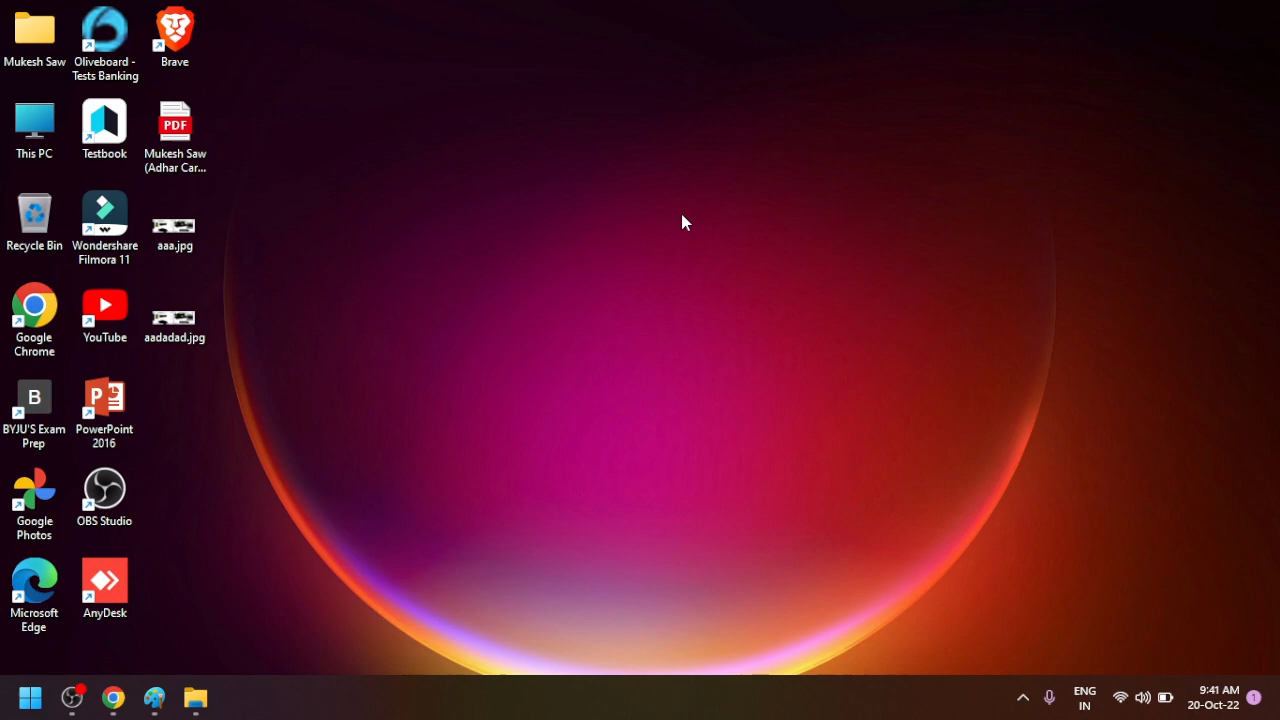 Mukesh Saw
Oliveboard -
Tests Banking
Brave
This PC
Testbook
PDF
Mukesh Saw
(Adhar Car...
Recycle Bin
Wondershare
Filmora 11
aaa.jpg
Google
Chrome
YouTube
aadadad.jpg
B
BYJU'S Exam
Prep
P
PowerPoint
2016
Google
Photos
OBS Studio
Microsoft
Edge
AnyDesk
ENG
IN
9:41 AM
20-Oct-22
1